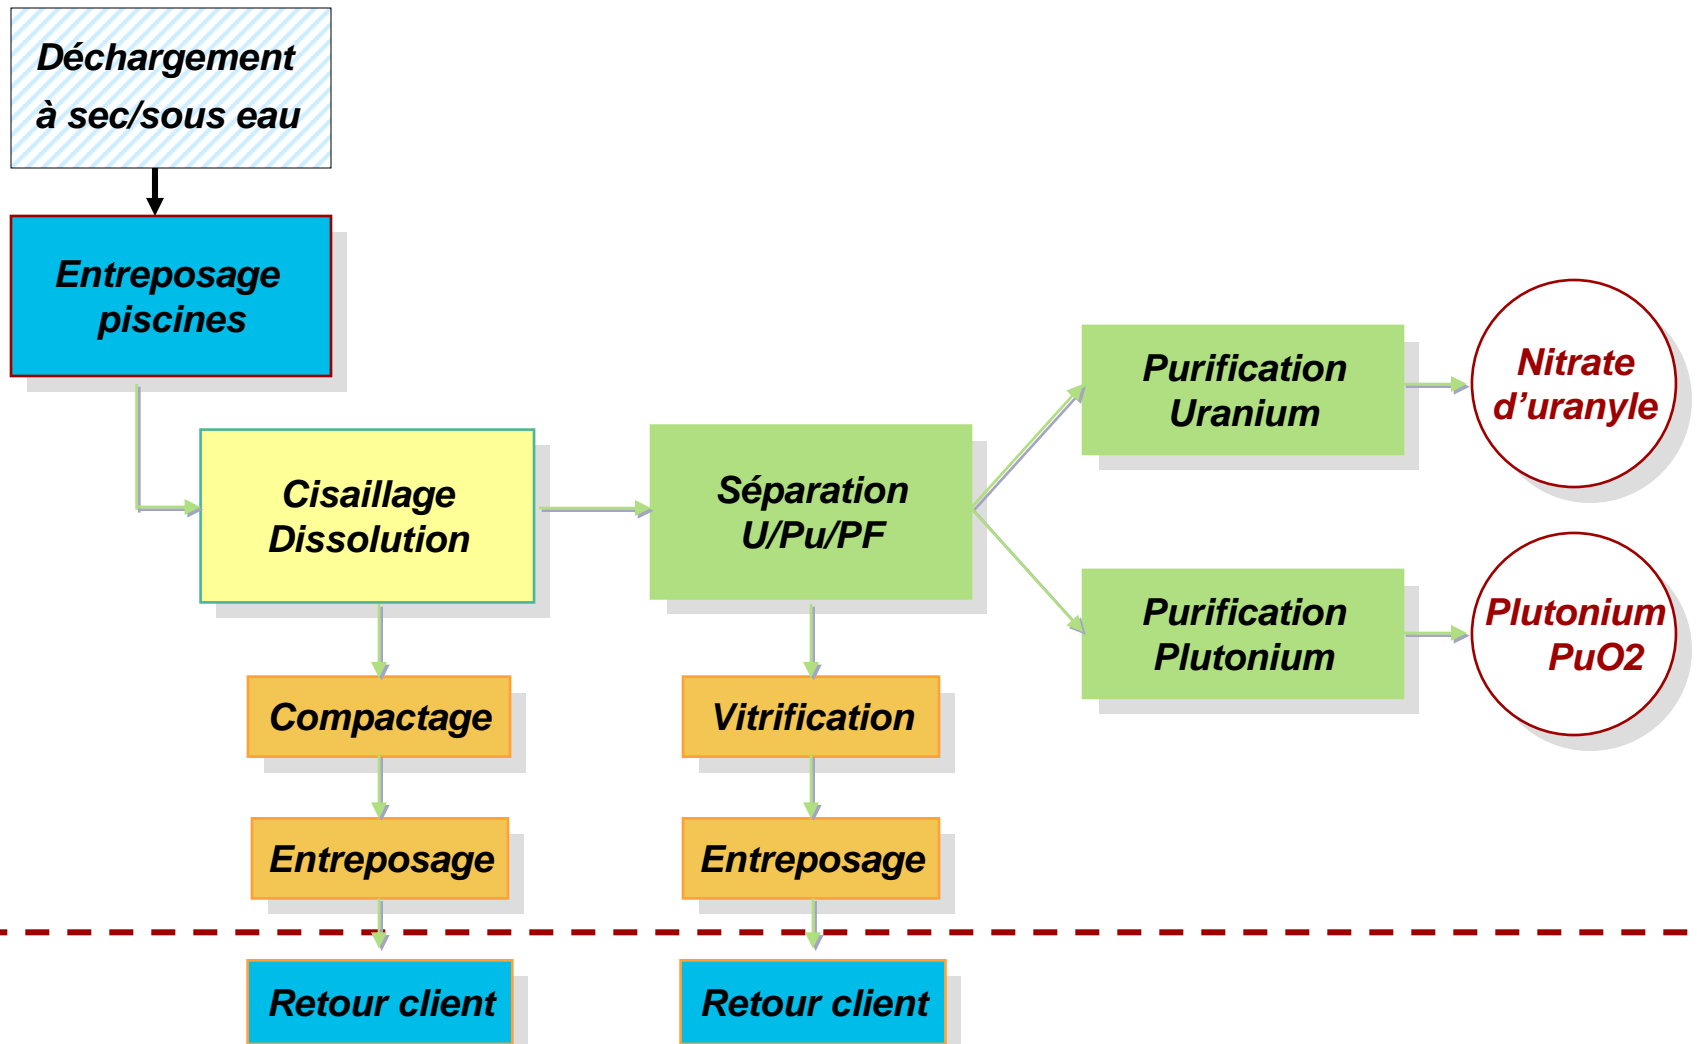 Déchargement
à sec/sous eau
Entreposage
piscines
Cisaillage
Dissolution
Séparation
U/Pu/PF
Purification
Uranium
Nitrate
d’uranyle
Purification
Plutonium
Plutonium
PuO2
Compactage
Vitrification
Entreposage
Entreposage
Retour client
Retour client